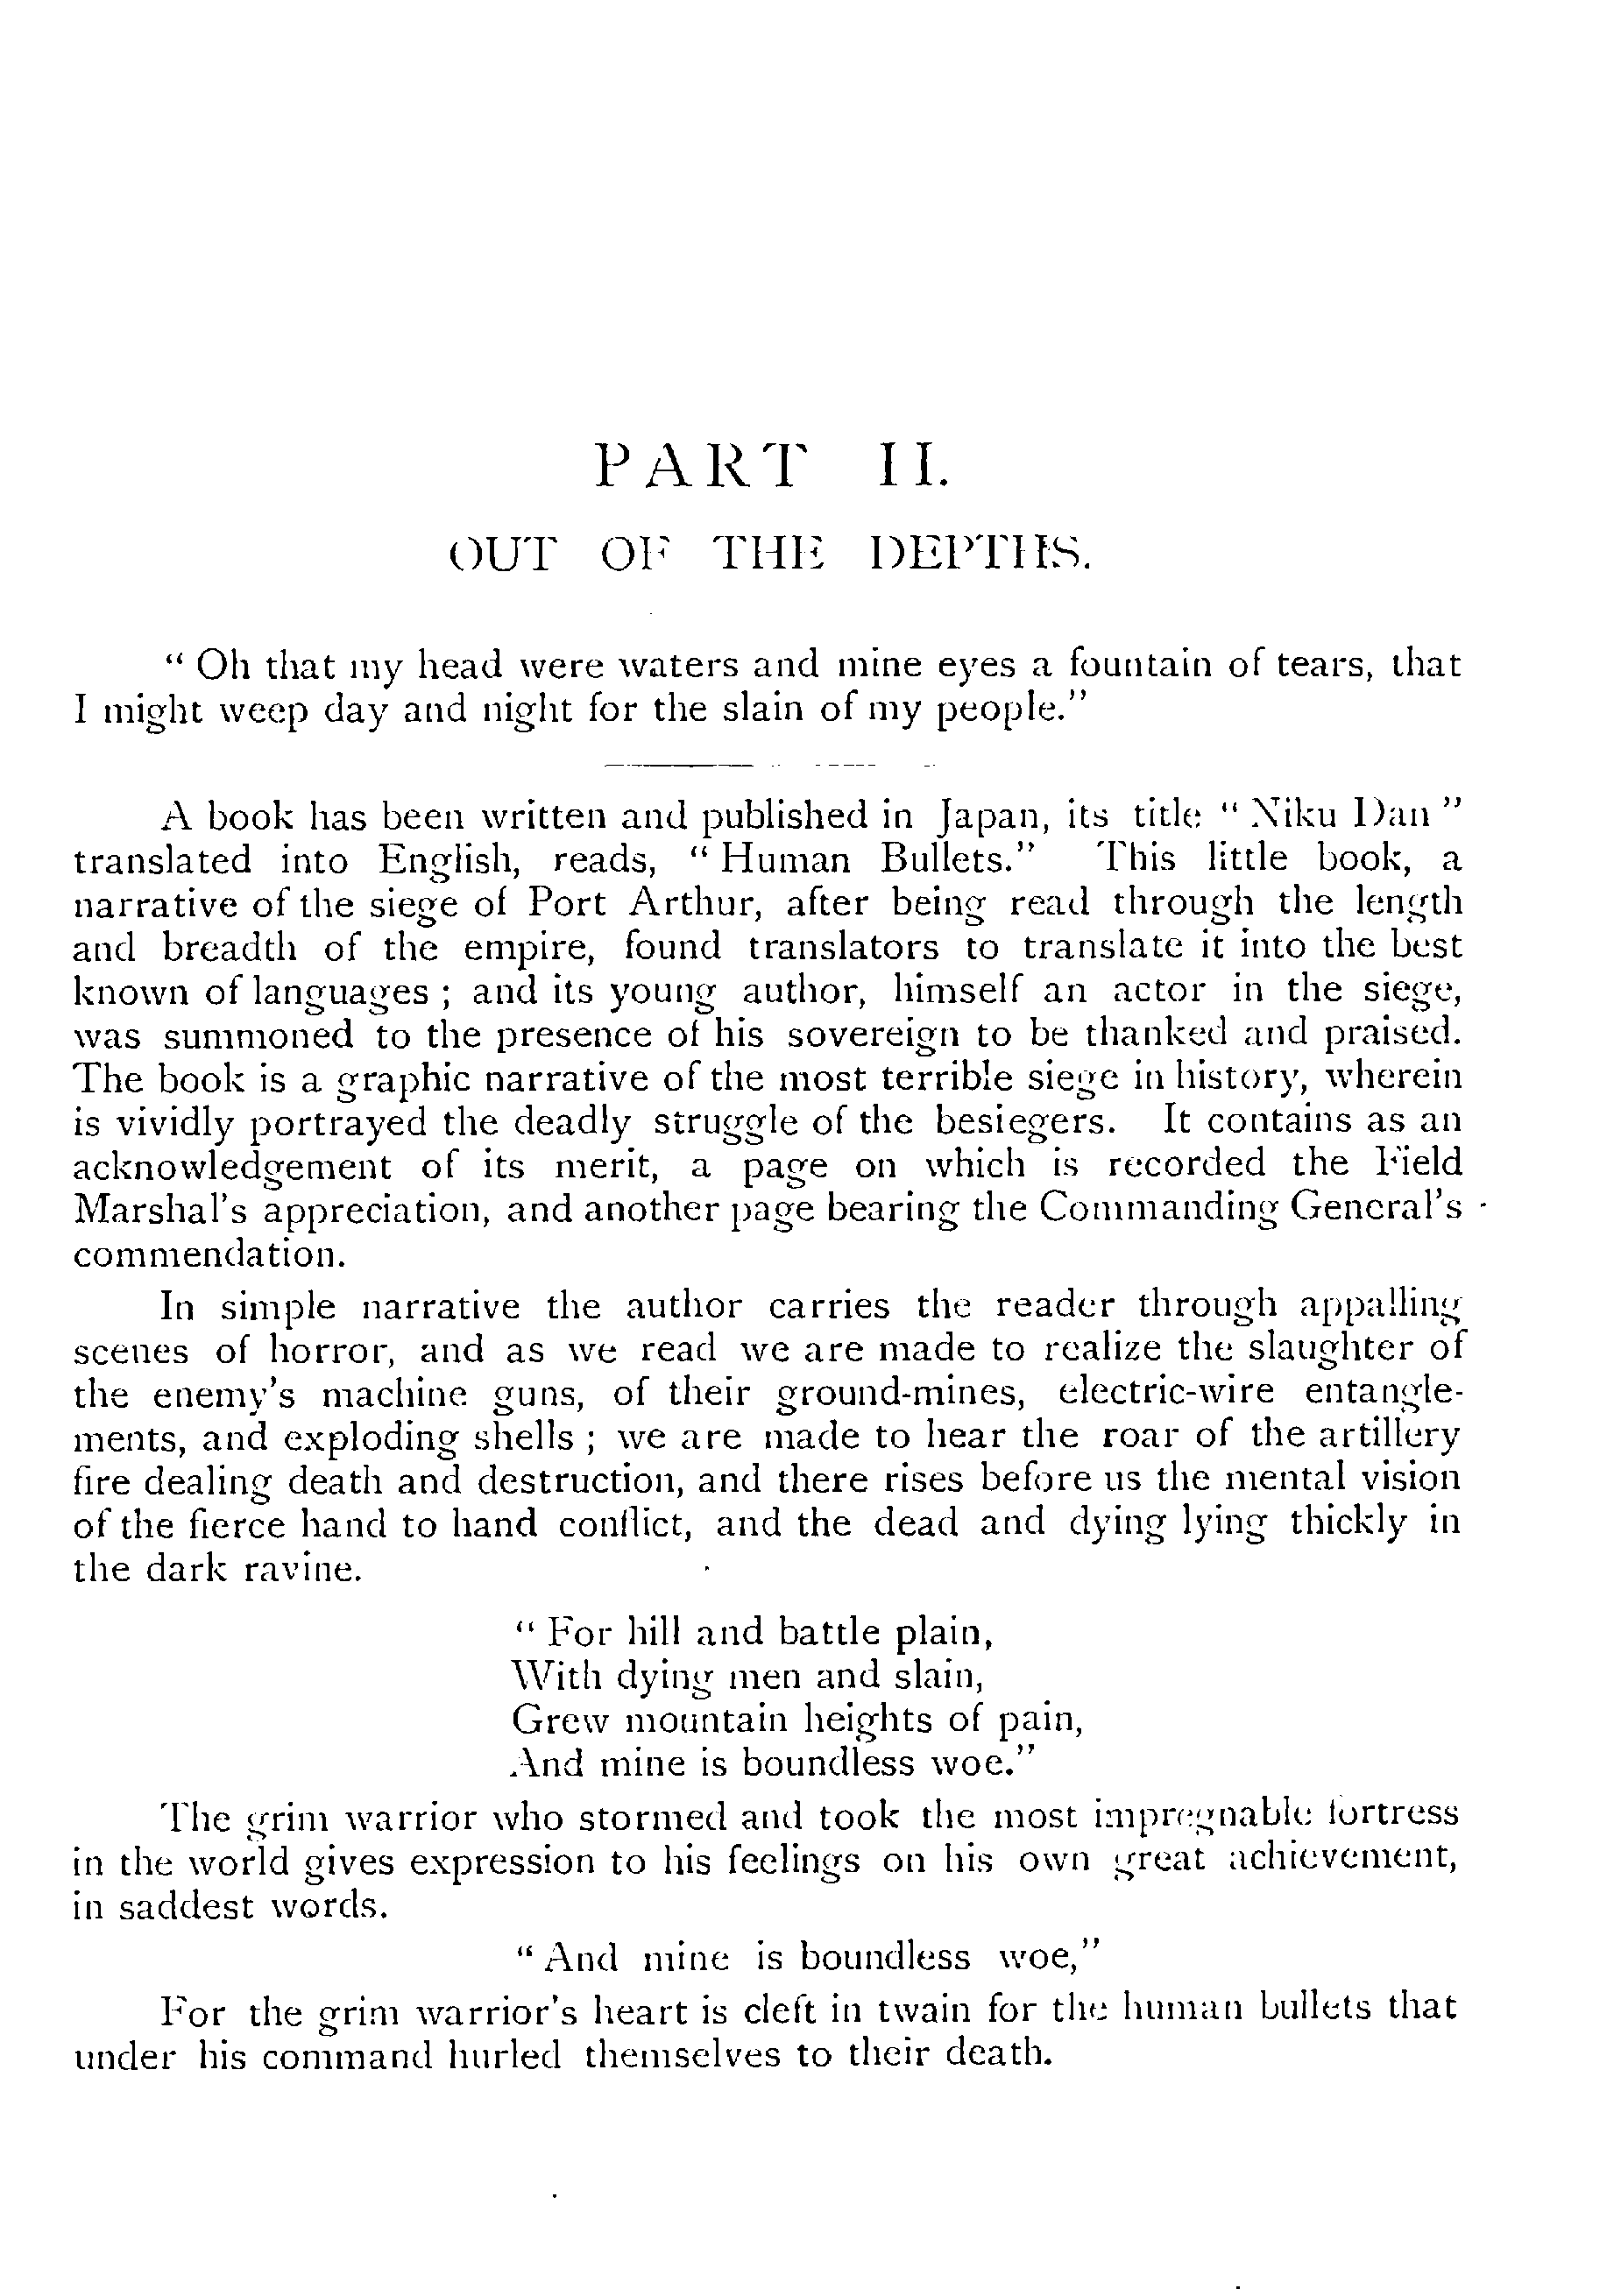 PART II.
OUT OF THE DEPTHS.
“ Oh that my head were waters and mine eyes a fountain of tears, that
I might weep day and night for the slain of my people.”
A book has been written and published in Japan, its title “ Niku Dan ”
translated into English, reads, “ Human Bullets.” This little book, a
narrative of the siege of Port Arthur, after being read through the length
and breadth of the empire, found translators to translate it into the best
known of languages ; and its young author, himself an actor in the siege,
was summoned to the presence of his sovereign to be thanked and praised.
The book is a graphic narrative of the most terrible siege in history, wherein
is vividly portrayed the deadly struggle of the besiegers. It contains as an
acknowledgement of its merit, a page on which is recorded the Field
Marshal’s appreciation, and another page bearing the Commanding General’s
commendation.
In simple narrative the author carries the reader through appalling
scenes of horror, and as we read we are made to realize the slaughter of
the enemy’s machine guns, of their ground-mines, electric-wire entangle-
ments, and exploding shells ; we are made to hear the roar of the artillery
fire dealing death and destruction, and there rises before us the mental vision
of the fierce hand to hand conflict, and the dead and dying lying thickly in
the dark ravine.
“ For hill and battle plain,
With dying men and slain,
Grew mountain heights of pain,
And mine is boundless woe.”
The grim warrior who stormed and took the most impregnable fortress
in the world gives expression to his feelings on his own great achievement,
in saddest words.
“ And mine is boundless woe,”
For the grim warrior’s heart is cleft in twain for the human bullets that
under his command hurled themselves to their death.